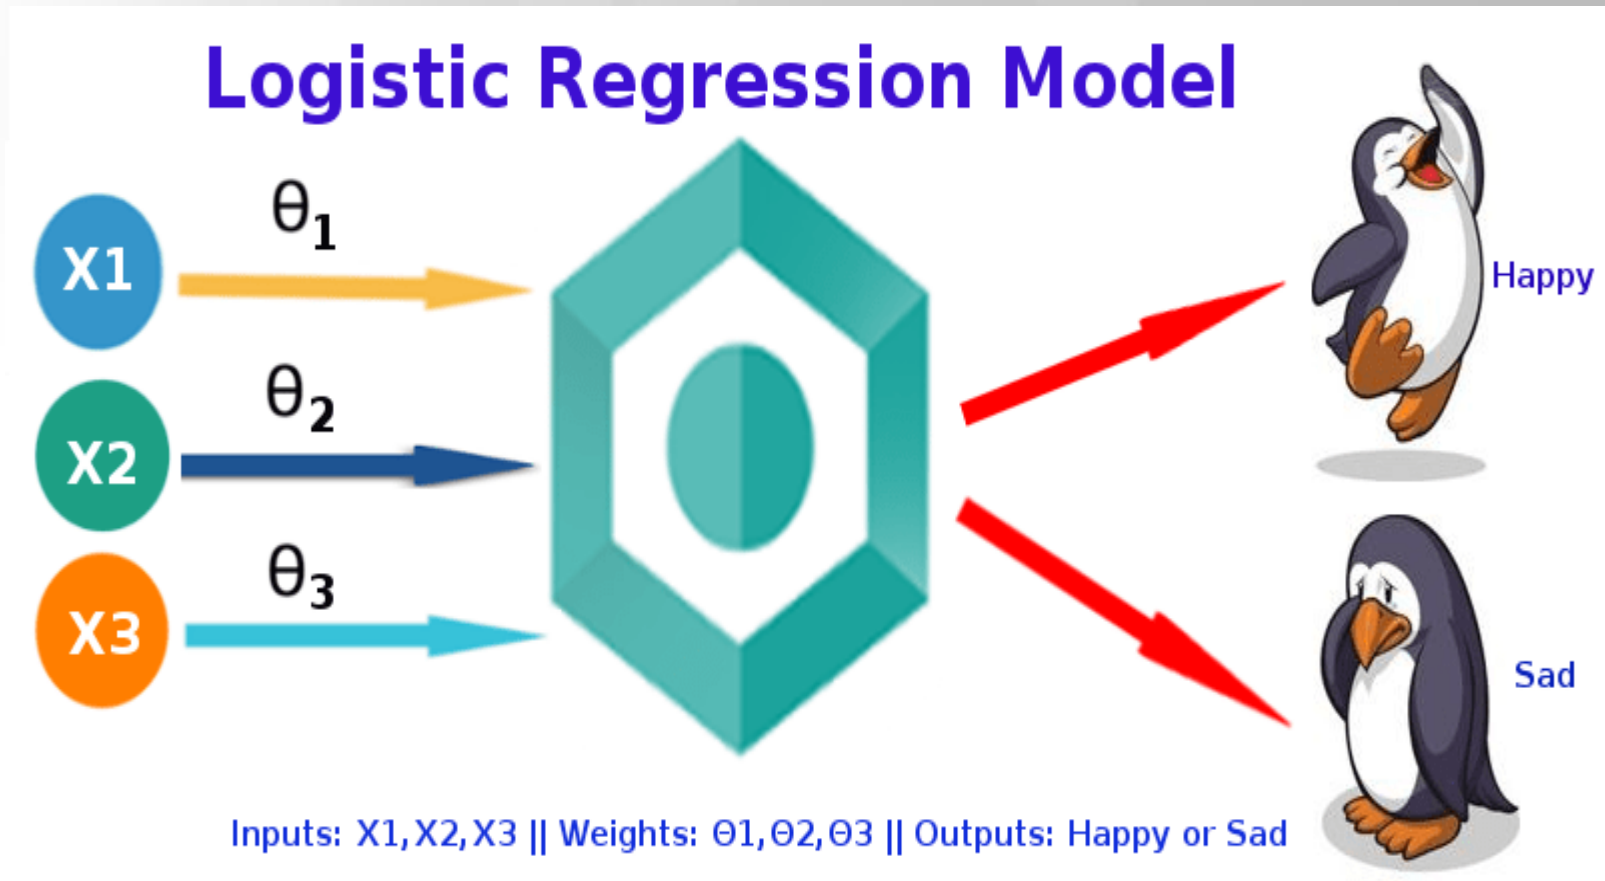 Logistic Regression Model
θ1
X1
Happy
θ2
X2
θ3
X3
Sad
Inputs: X1,X2,X3 || Weights: Θ1,Θ2,Θ3 || Outputs: Happy or Sad